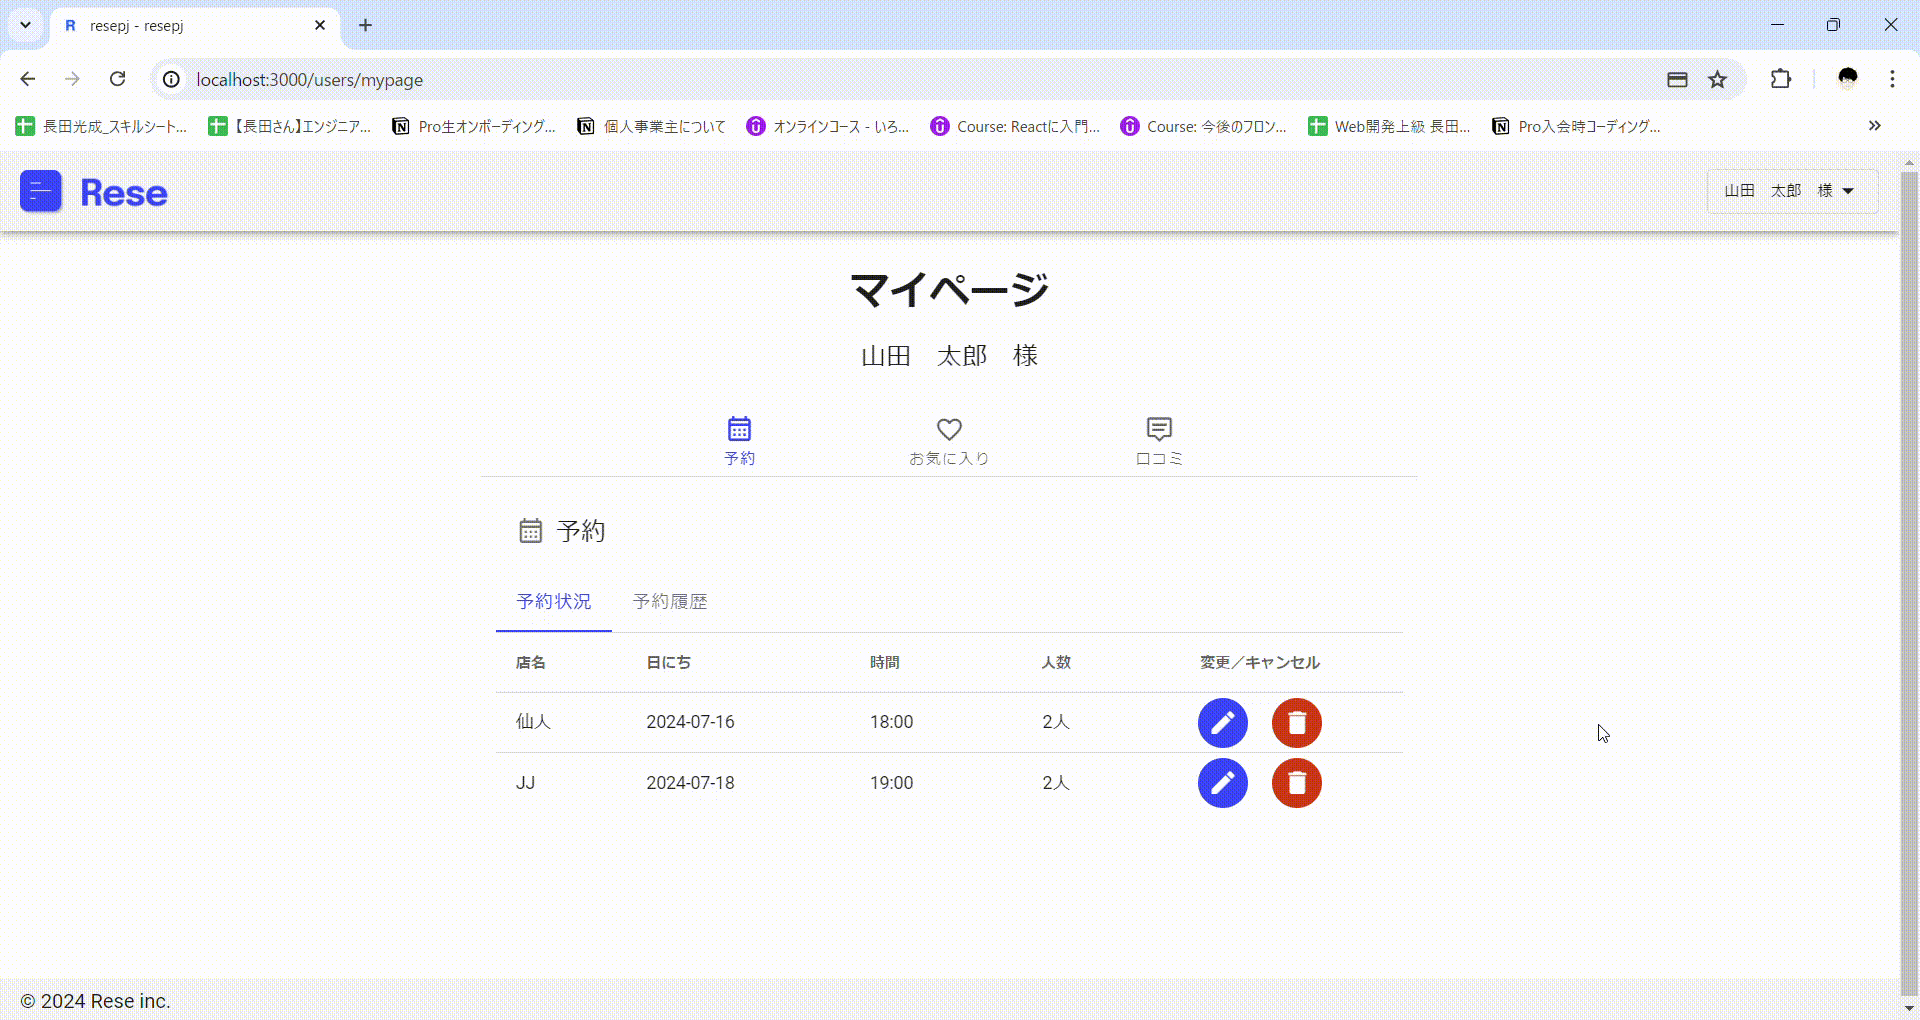 R resepj - resepj
localhost:3000/users/mypage
長田光成_スキルシート...
【長田さん】エンジニア...
Pro生オンボーディング...
個人事業主について
オンラインコース - いろ...
Course: Reactに入門...
Course: 今後のフロン...
Web開発上級 長田...
Pro入会時コーディング...
Rese
山田 太郎 様
マイページ
山田 太郎 様
予約 お気に入り 口コミ
予約
予約状況 予約履歴
店名 日にち 時間 人数 変更／キャンセル
仙人 2024-07-16 18:00 2人
JJ 2024-07-18 19:00 2人
© 2024 Rese inc.